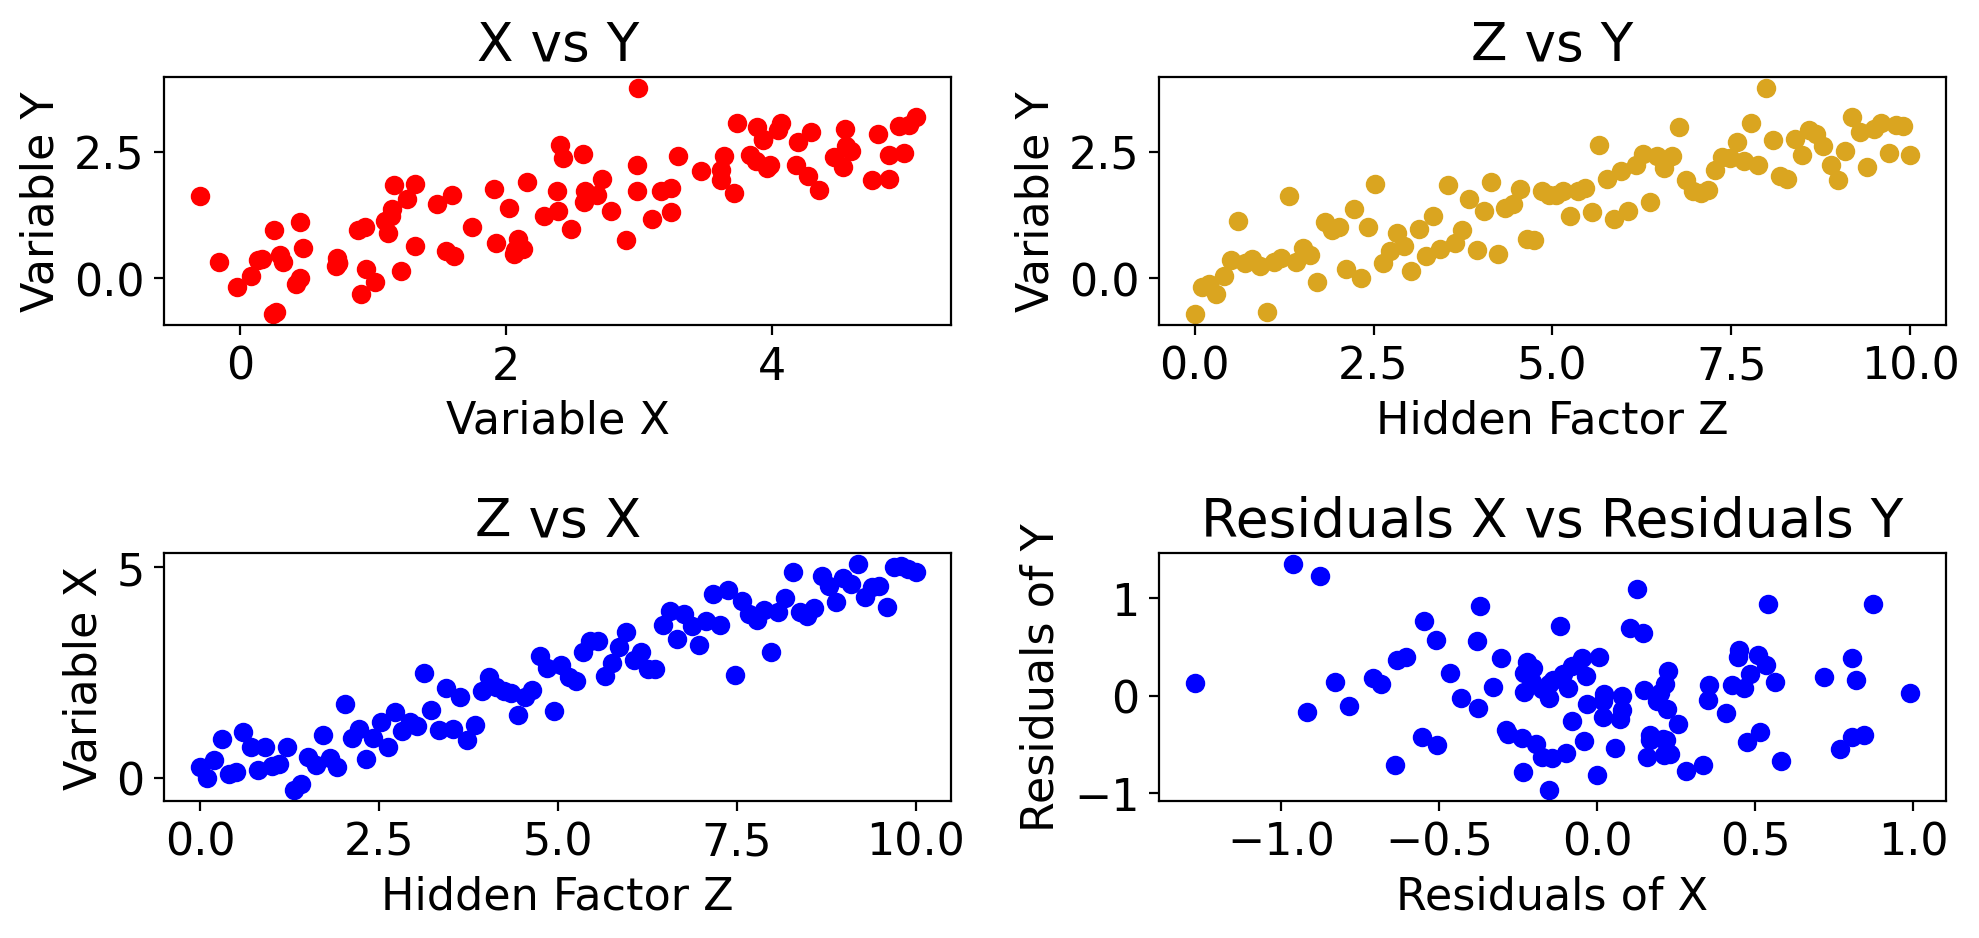 X vs Y
Variable Y
2.5
0.0
0 2 4
Variable X
Z vs Y
Variable Y
2.5
0.0
0.0 2.5 5.0 7.5 10.0
Hidden Factor Z
Z vs X
Variable X
5
0
0.0 2.5 5.0 7.5 10.0
Hidden Factor Z
Residuals X vs Residuals Y
Residuals of Y
1
0
−1
−1.0 −0.5 0.0 0.5 1.0
Residuals of X